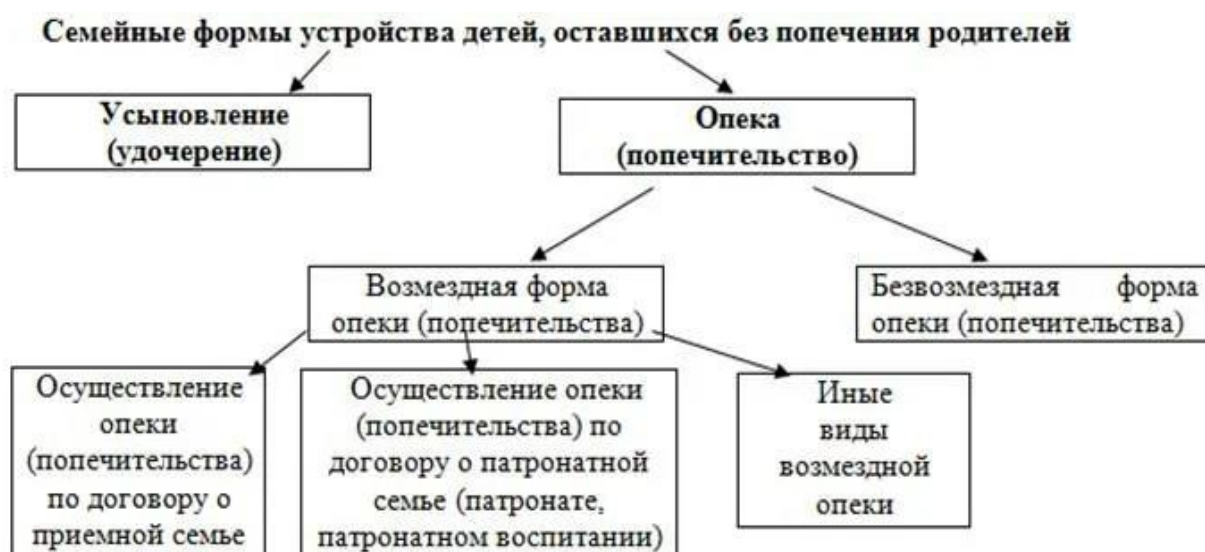 Семейные формы устройства детей, оставшихся без попечения родителей
Усыновление
(удочерение)
Опека
(попечительство)
Возмездная форма
опеки (попечительства)
Безвозмездная форма
опеки (попечительства)
Осуществление
опеки
(попечительства)
по договору о
приемной семье
Осуществление опеки
(попечительства) по
договору о патронатной
семье (патронате,
патронатном воспитании)
Иные
виды
возмездной
опеки